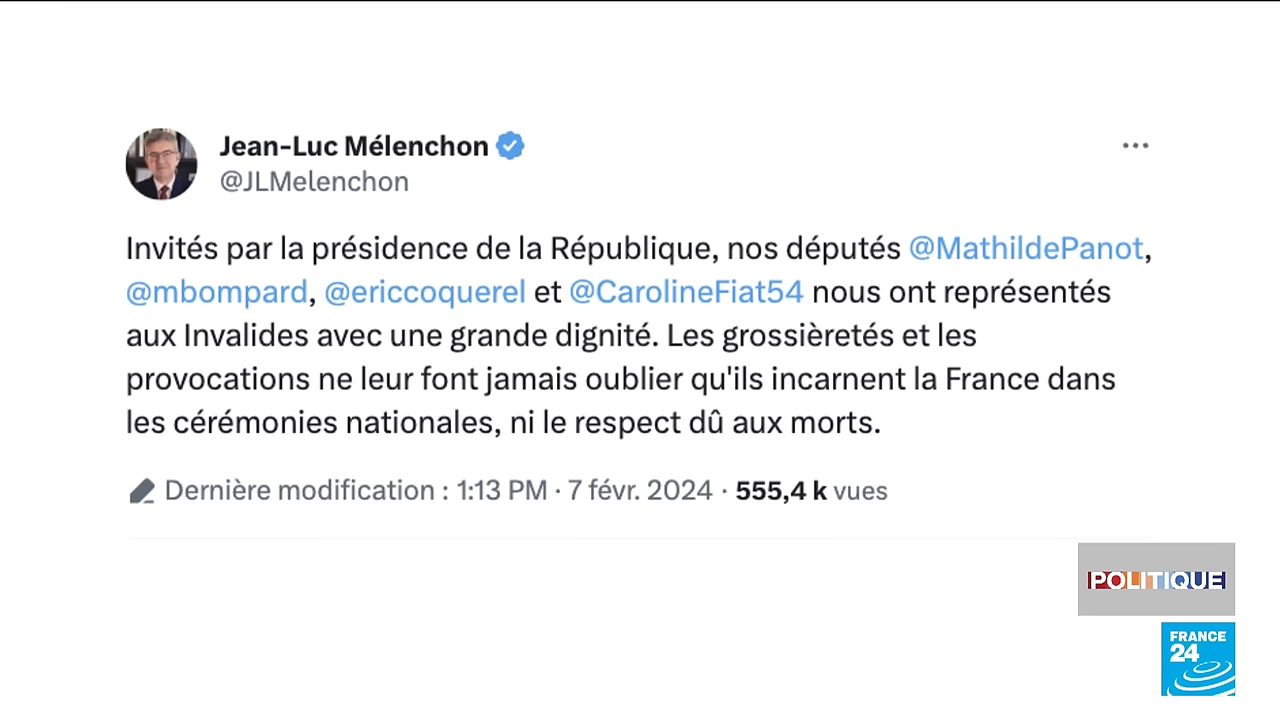 Jean-Luc Mélenchon
@JLMelenchon
Invités par la présidence de la République, nos députés @MathildePanot,
@mbompard, @ericcoquerel et @CarolineFiat54 nous ont représentés
aux Invalides avec une grande dignité. Les grossièretés et les
provocations ne leur font jamais oublier qu'ils incarnent la France dans
les cérémonies nationales, ni le respect dû aux morts.
Dernière modification : 1:13 PM · 7 févr. 2024 · 555,4 k vues
POLITIQUE
FRANCE
24